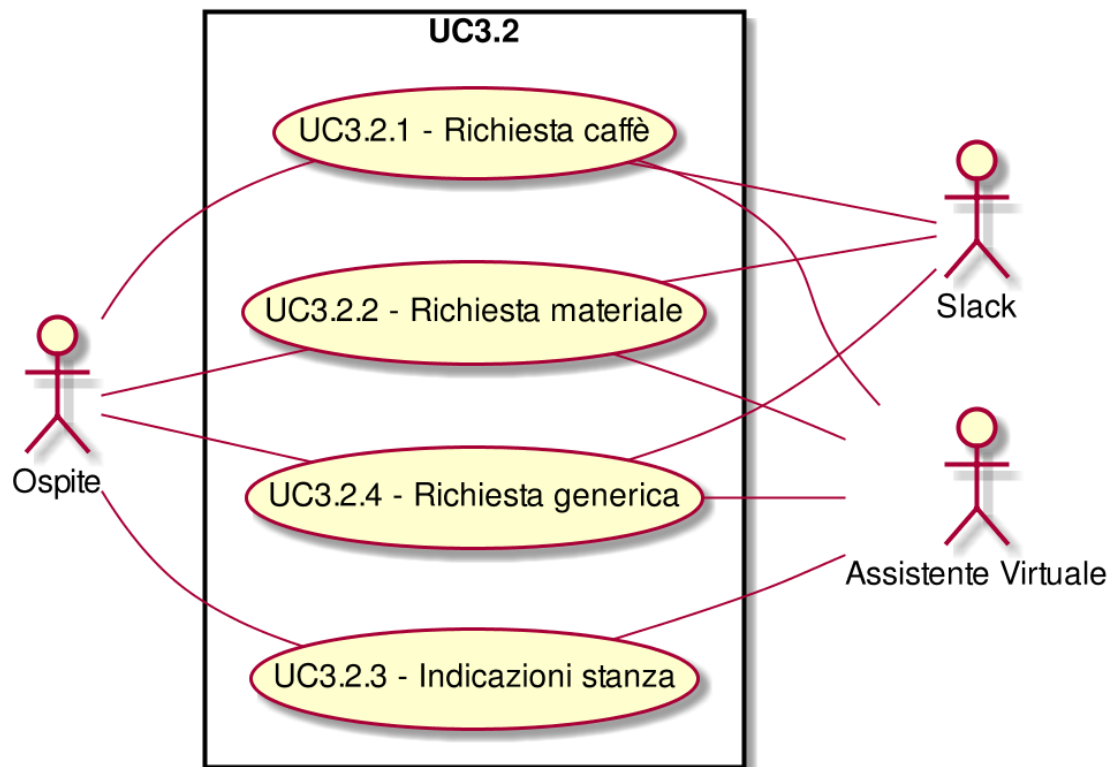 UC3.2
UC3.2.1 - Richiesta caffè
Slack
UC3.2.2 - Richiesta materiale
Ospite
UC3.2.4 - Richiesta generica
Assistente Virtuale
UC3.2.3 - Indicazioni stanza